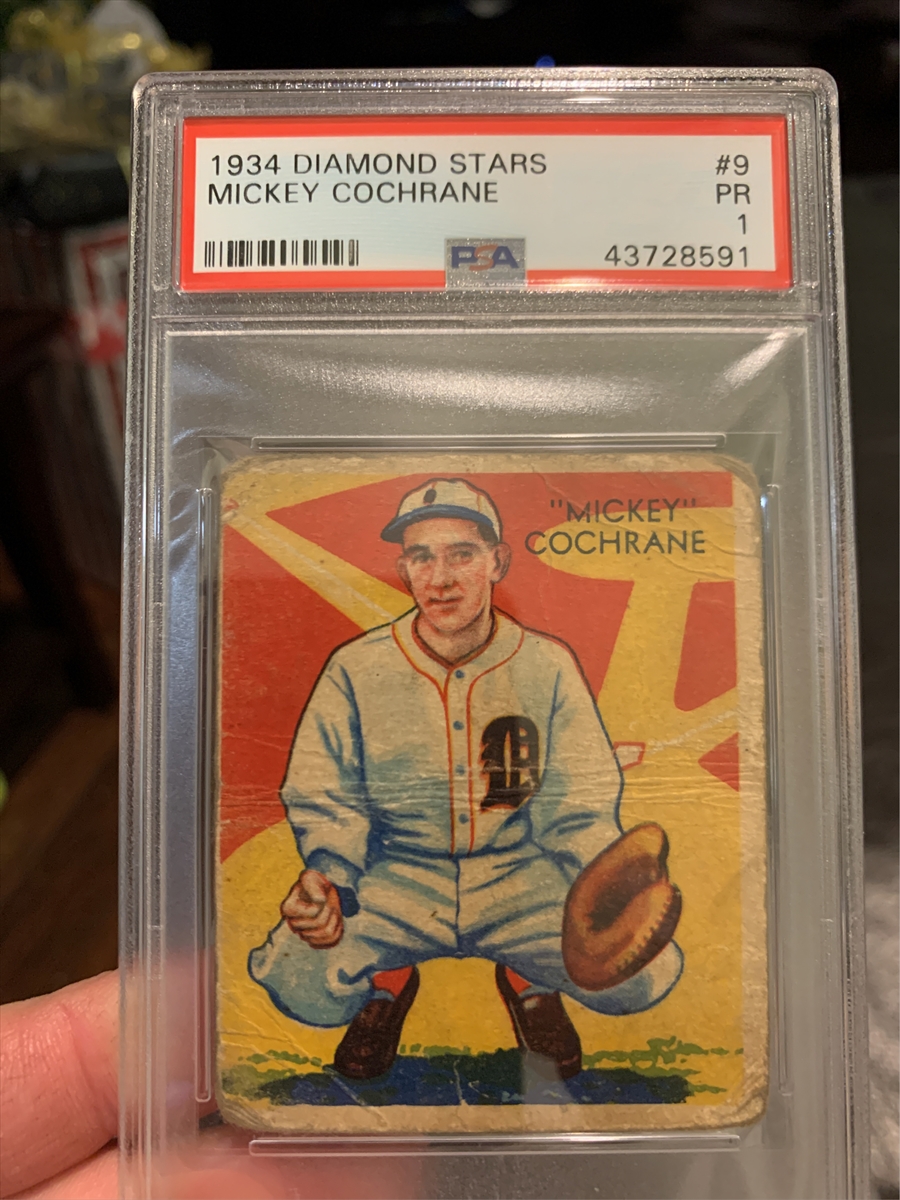 1934 DIAMOND STARS #9
MICKEY COCHRANE PR
1
PSA 43728591
"MICKEY"
COCHRANE
D